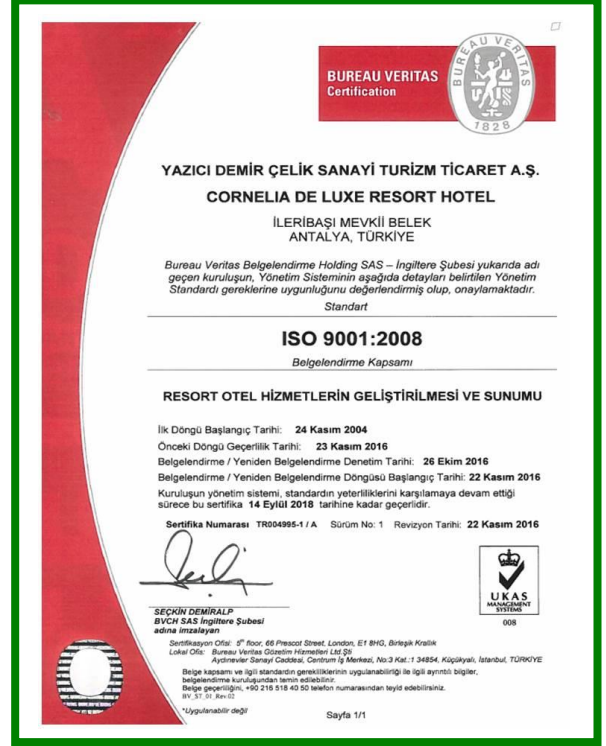 BUREAU VERITAS
Certification
BUREAU VERITAS
1828
YAZICI DEMİR ÇELİK SANAYİ TURİZM TİCARET A.Ş.
CORNELIA DE LUXE RESORT HOTEL
İLERİBAŞI MEVKİİ BELEK
ANTALYA, TÜRKİYE
Bureau Veritas Belgelendirme Holding SAS – İngiltere Şubesi yukarıda adı
geçen kuruluşun, Yönetim Sisteminin aşağıda detayları belirtilen Yönetim
Standardı gereklerine uygunluğunu değerlendirmiş olup, onaylamaktadır.
Standart
ISO 9001:2008
Belgelendirme Kapsamı
RESORT OTEL HİZMETLERİN GELİŞTİRİLMESİ VE SUNUMU
İlk Döngü Başlangıç Tarihi: 24 Kasım 2004
Önceki Döngü Geçerlilik Tarihi: 23 Kasım 2016
Belgelendirme / Yeniden Belgelendirme Denetim Tarihi: 26 Ekim 2016
Belgelendirme / Yeniden Belgelendirme Döngüsü Başlangıç Tarihi: 22 Kasım 2016
Kuruluşun yönetim sistemi, standardın yeterliliklerini karşılamaya devam ettiği
sürece bu sertifika 14 Eylül 2018 tarihine kadar geçerlidir.
Sertifika Numarası TR004995-1 / A Sürüm No: 1 Revizyon Tarihi: 22 Kasım 2016
SEÇKİN DEMİRALP
BVCH SAS İngiltere Şubesi
adına imzalayan
UKAS
MANAGEMENT
SYSTEMS
008
Sertifikasyon Ofisi: 5th floor, 66 Prescot Street, London, E1 8HG, Birleşik Krallık
Lokal Ofis: Bureau Veritas Gözetim Hizmetleri Ltd.Şti
Aydınevler Sanayi Caddesi, Centrum İş Merkezi, No:3 Kat.:1 34854, Küçükyalı, İstanbul, TÜRKİYE
Belge kapsamı ve ilgili standardın gerekliliklerinin uygulanabilirliği ile ilgili ayrıntılı bilgiler,
belgelendirme kuruluşundan temin edilebilinir.
Belge geçerliliğini, +90 216 518 40 50 telefon numarasından teyid edebilirsiniz.
BV_ST_01_Rev.02
*Uygulanabilir değil
Sayfa 1/1